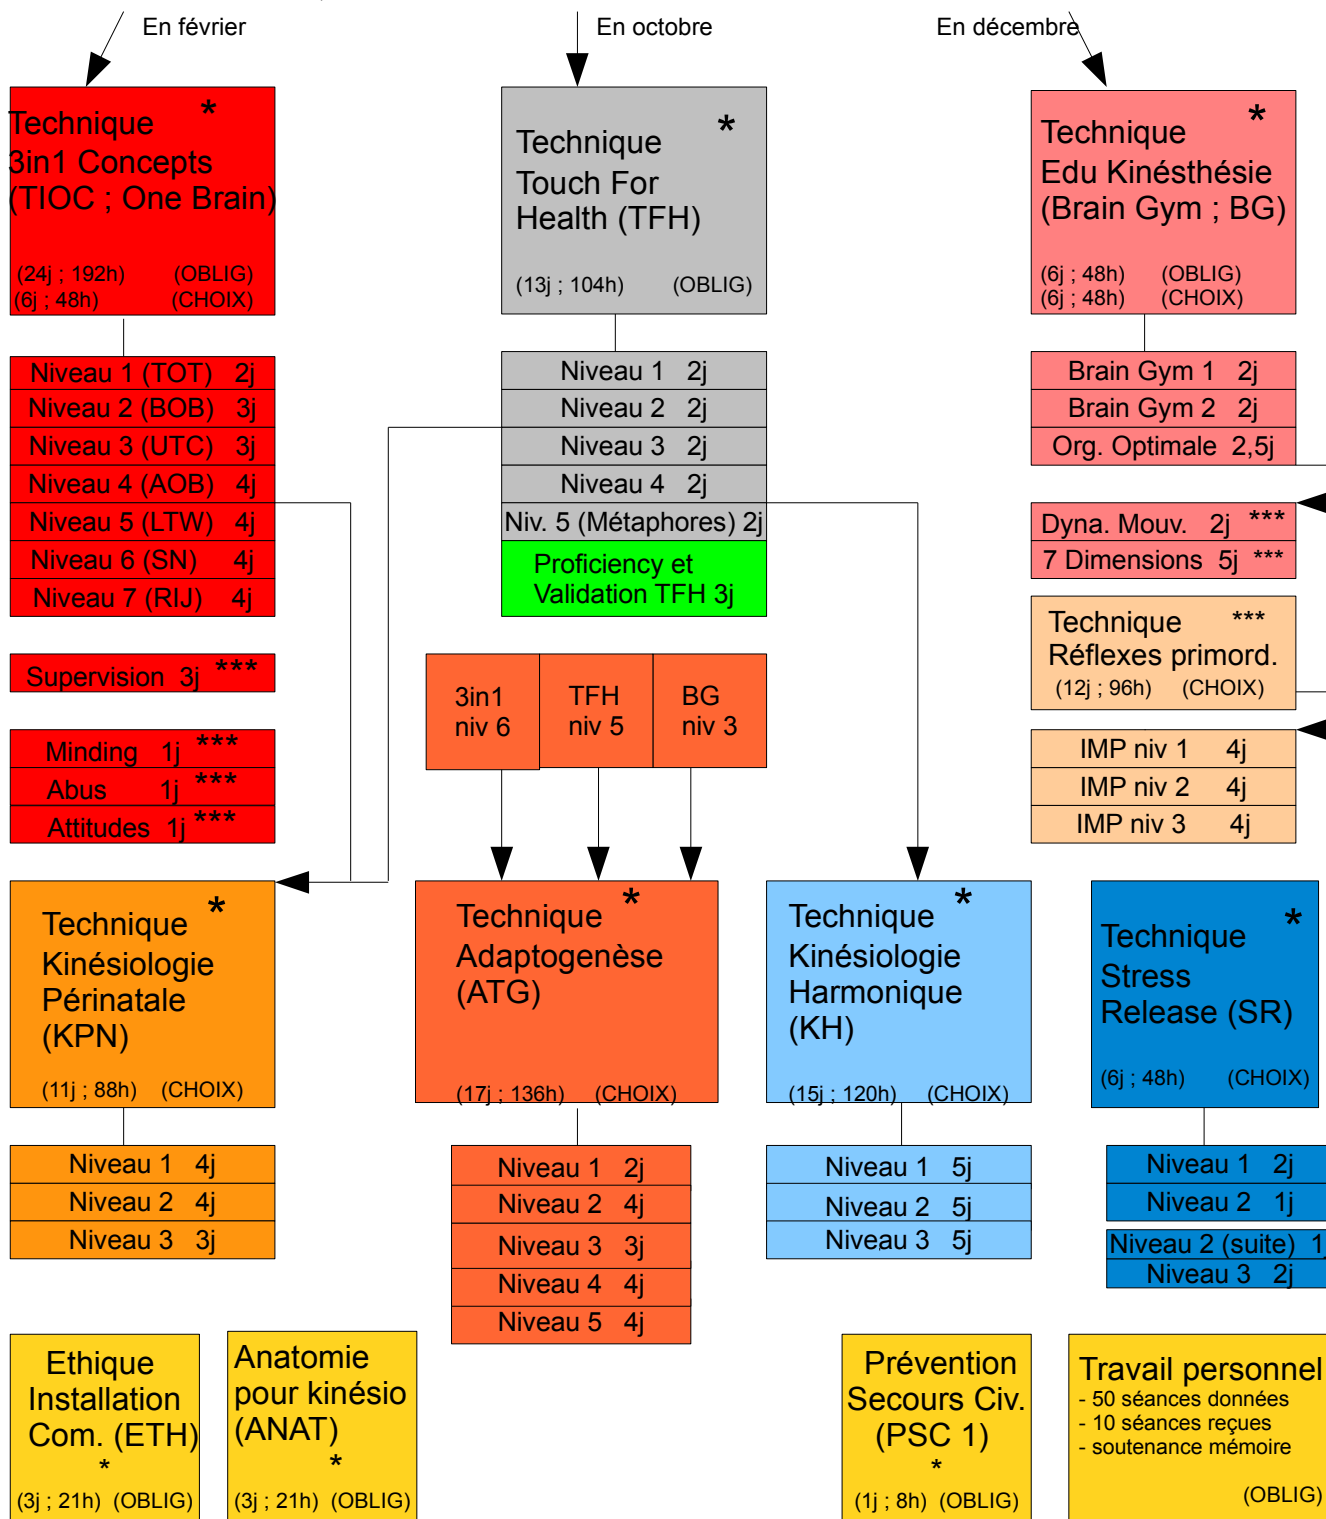 En février
En octobre
En décembre
Technique *
3in1 Concepts
(TIOC ; One Brain)
(24j ; 192h) (OBLIG)
(6j ; 48h) (CHOIX)
Niveau 1 (TOT) 2j
Niveau 2 (BOB) 3j
Niveau 3 (UTC) 3j
Niveau 4 (AOB) 4j
Niveau 5 (LTW) 4j
Niveau 6 (SN) 4j
Niveau 7 (RIJ) 4j
Supervision 3j ***
Minding 1j ***
Abus 1j ***
Attitudes 1j ***
Technique *
Touch For
Health (TFH)
(13j ; 104h) (OBLIG)
Niveau 1 2j
Niveau 2 2j
Niveau 3 2j
Niveau 4 2j
Niv. 5 (Métaphores) 2j
Proficiency et
Validation TFH 3j
3in1
niv 6
TFH
niv 5
BG
niv 3
Technique *
Edu Kinésthésie
(Brain Gym ; BG)
(6j ; 48h) (OBLIG)
(6j ; 48h) (CHOIX)
Brain Gym 1 2j
Brain Gym 2 2j
Org. Optimale 2,5j
Dyna. Mouv. 2j ***
7 Dimensions 5j ***
Technique ***
Réflexes primord.
(12j ; 96h) (CHOIX)
IMP niv 1 4j
IMP niv 2 4j
IMP niv 3 4j
Technique *
Kinésiologie
Périnatale
(KPN)
(11j ; 88h) (CHOIX)
Niveau 1 4j
Niveau 2 4j
Niveau 3 3j
Technique *
Adaptogenèse
(ATG)
(17j ; 136h) (CHOIX)
Niveau 1 2j
Niveau 2 4j
Niveau 3 3j
Niveau 4 4j
Niveau 5 4j
Technique *
Kinésiologie
Harmonique
(KH)
(15j ; 120h) (CHOIX)
Niveau 1 5j
Niveau 2 5j
Niveau 3 5j
Technique *
Stress
Release (SR)
(6j ; 48h) (CHOIX)
Niveau 1 2j
Niveau 2 1j
Niveau 2 (suite) 1j
Niveau 3 2j
Ethique
Installation
Com. (ETH)
*
(3j ; 21h) (OBLIG)
Anatomie
pour kinésio
(ANAT)
*
(3j ; 21h) (OBLIG)
Prévention
Secours Civ.
(PSC 1)
*
(1j ; 8h) (OBLIG)
Travail personnel
- 50 séances données
- 10 séances reçues
- soutenance mémoire
(OBLIG)